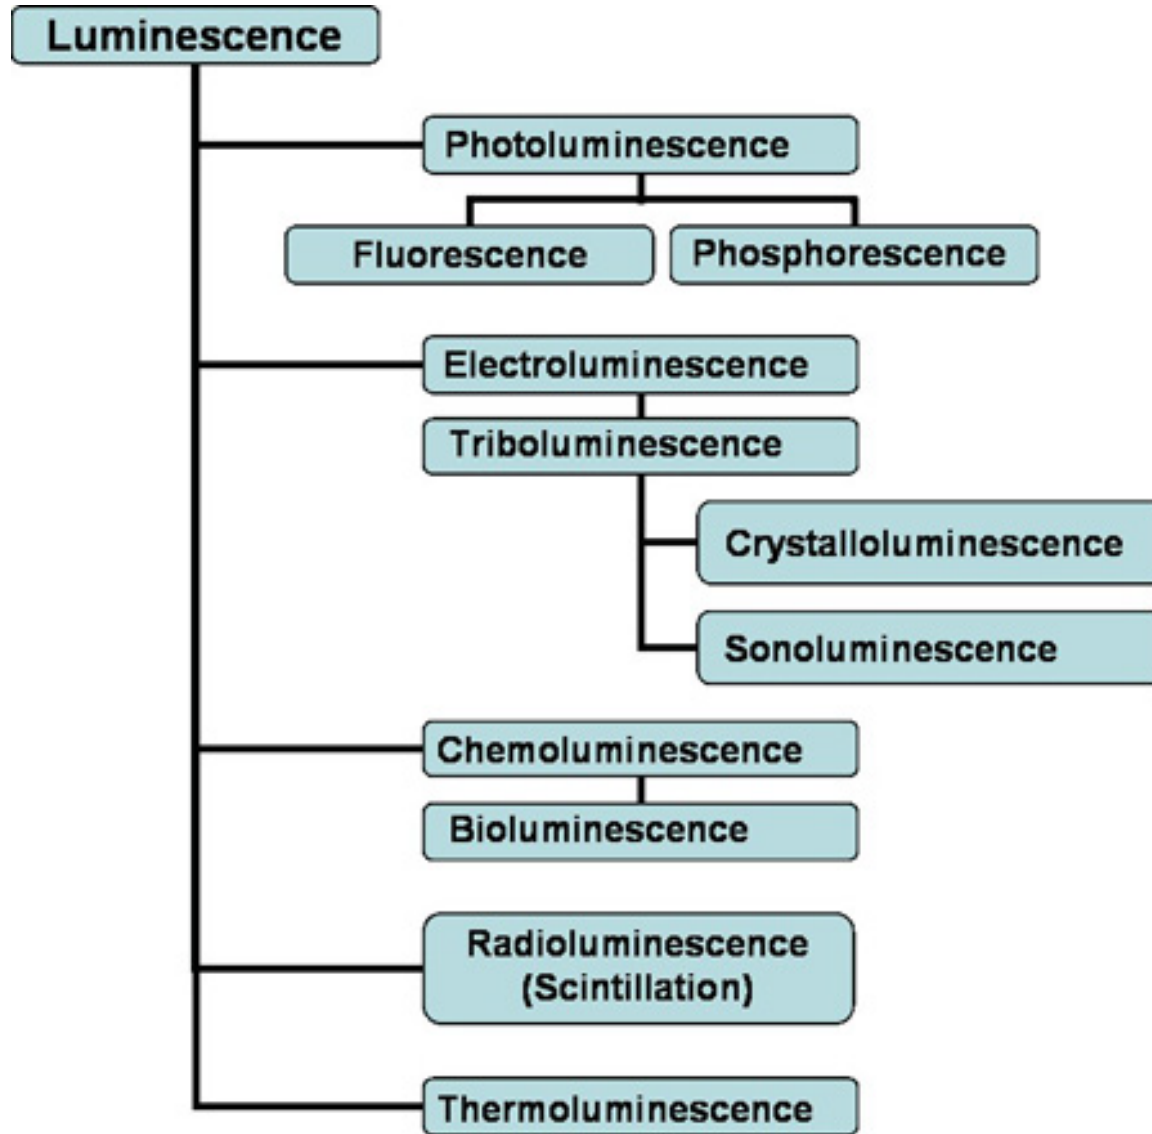 Luminescence
Photoluminescence
Fluorescence
Phosphorescence
Electroluminescence
Triboluminescence
Crystalloluminescence
Sonoluminescence
Chemoluminescence
Bioluminescence
Radioluminescence
(Scintillation)
Thermoluminescence